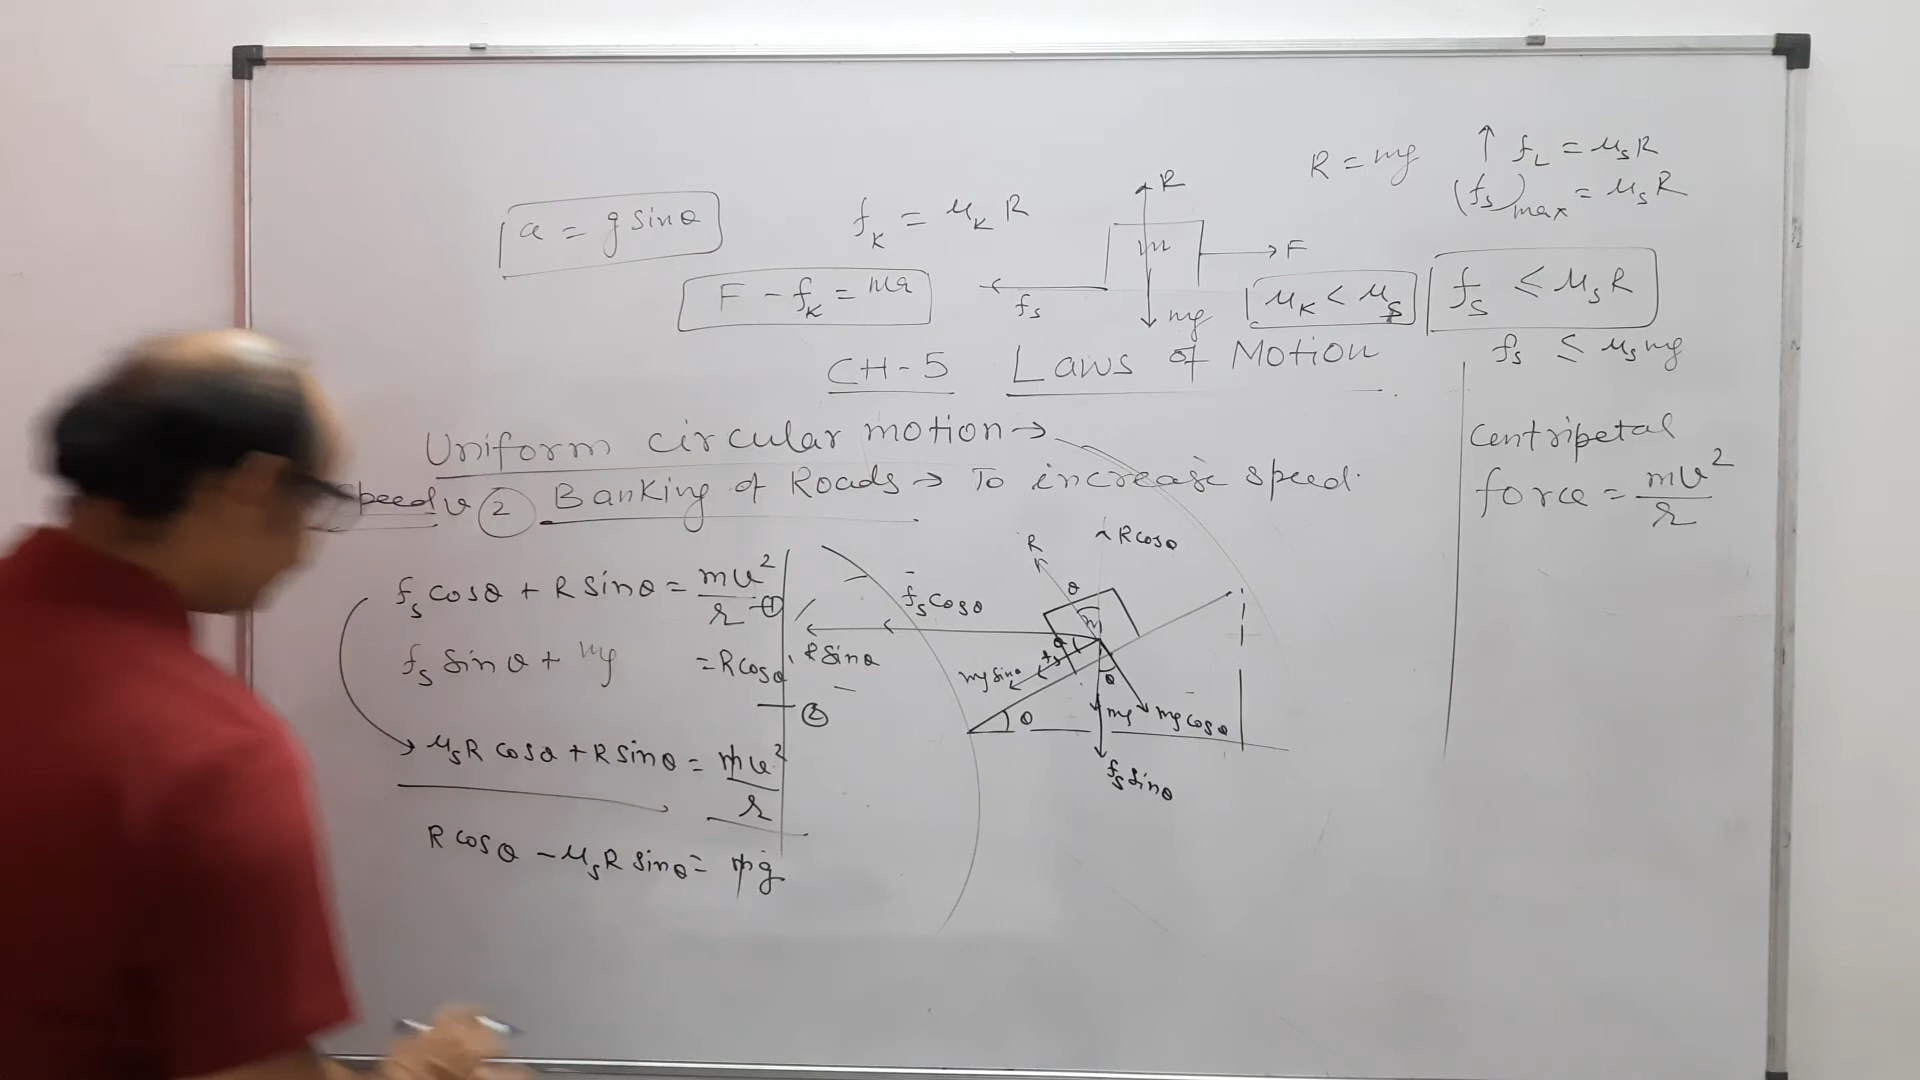 R = mg
↑ f_L = μ_s R
(f_s)_max = μ_s R
a = g sinθ
f_K = μ_K R
R
m
F
f_s
mg
F - f_K = ma
μ_K < μ_s
f_s ≤ μ_s R
f_s ≤ μ_s mg
CH-5 Laws of Motion
Uniform circular motion →
Speed v ② Banking of Roads → To increase speed.
Centripetal
force = mv²/r
f_s cosθ + R sinθ = mv²/r — ①
f_s sinθ + mg = R cosθ — ②
μ_s R cosθ + R sinθ = mv²/r
R cosθ - μ_s R sinθ = mg
R
R cosθ
θ
f_s cosθ
R sinθ
θ
f_s
mg sinθ
θ
θ
mg
mg cosθ
f_s sinθ